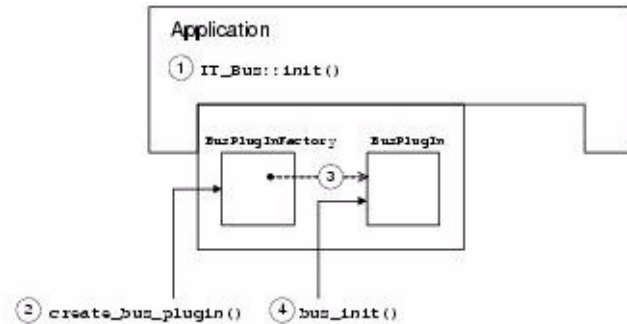 Application
1 IT_Bus::init()
BusPlugInFactory BusPlugIn
3
2 create_bus_plugin() 4 bus_init()